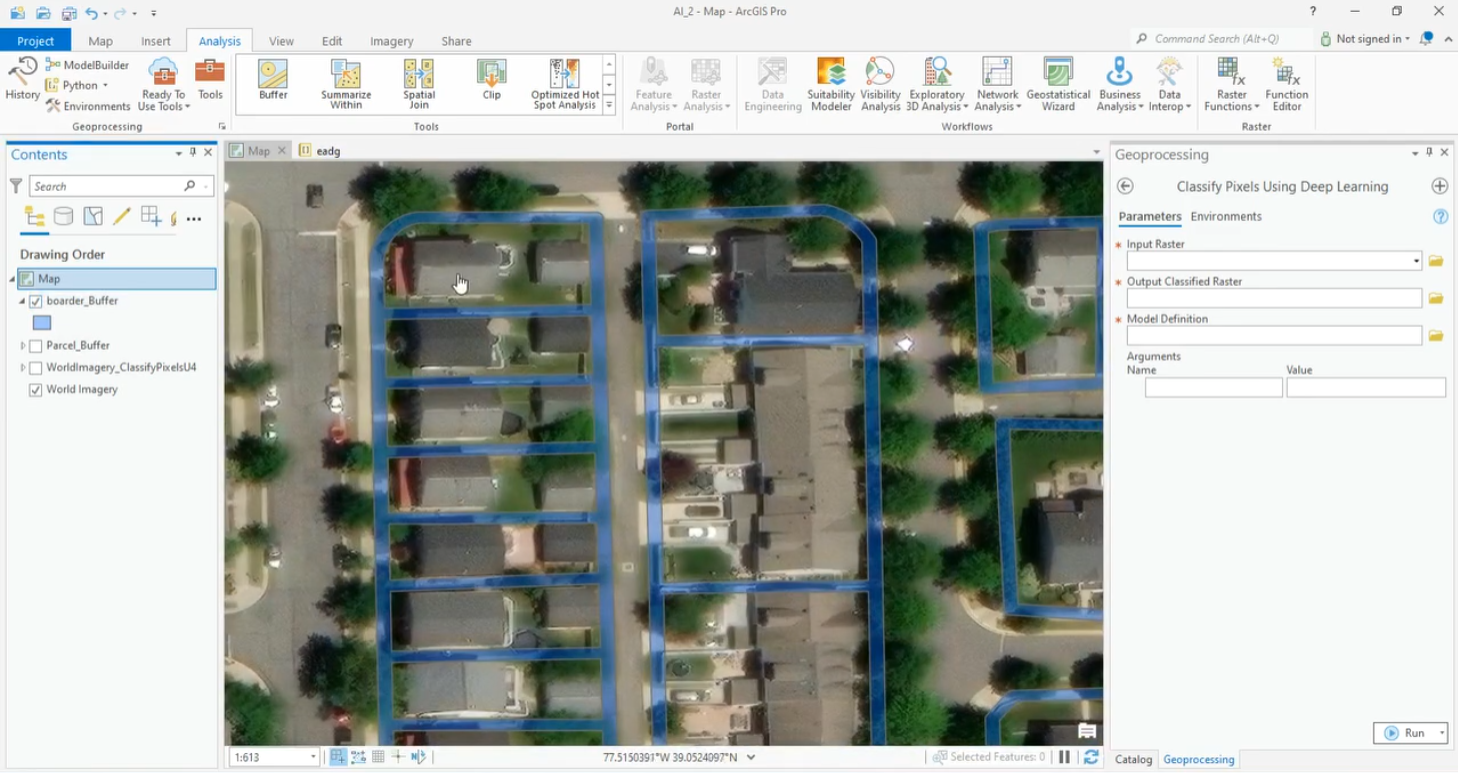 AI_2 - Map - ArcGIS Pro
?
Project Map Insert Analysis View Edit Imagery Share
Command Search (Alt+Q)
Not signed in
History
ModelBuilder
Python
Environments
Ready To
Use Tools
Tools
Geoprocessing
Buffer
Summarize
Within
Spatial
Join
Clip
Optimized Hot
Spot Analysis
Tools
Feature
Analysis
Raster
Analysis
Portal
Data
Engineering
Suitability
Modeler
Visibility
Analysis
Exploratory
3D Analysis
Network
Analysis
Geostatistical
Wizard
Business
Analysis
Data
Interop
Workflows
Raster
Functions
Function
Editor
Raster
Contents
Search
Drawing Order
Map
boarder_Buffer
Parcel_Buffer
WorldImagery_ClassifyPixelsU4
World Imagery
Map
eadg
1:613
77.5150391°W 39.0524097°N
Selected Features: 0
Geoprocessing
Classify Pixels Using Deep Learning
Parameters Environments
* Input Raster
* Output Classified Raster
* Model Definition
Arguments
Name Value
Run
Catalog Geoprocessing